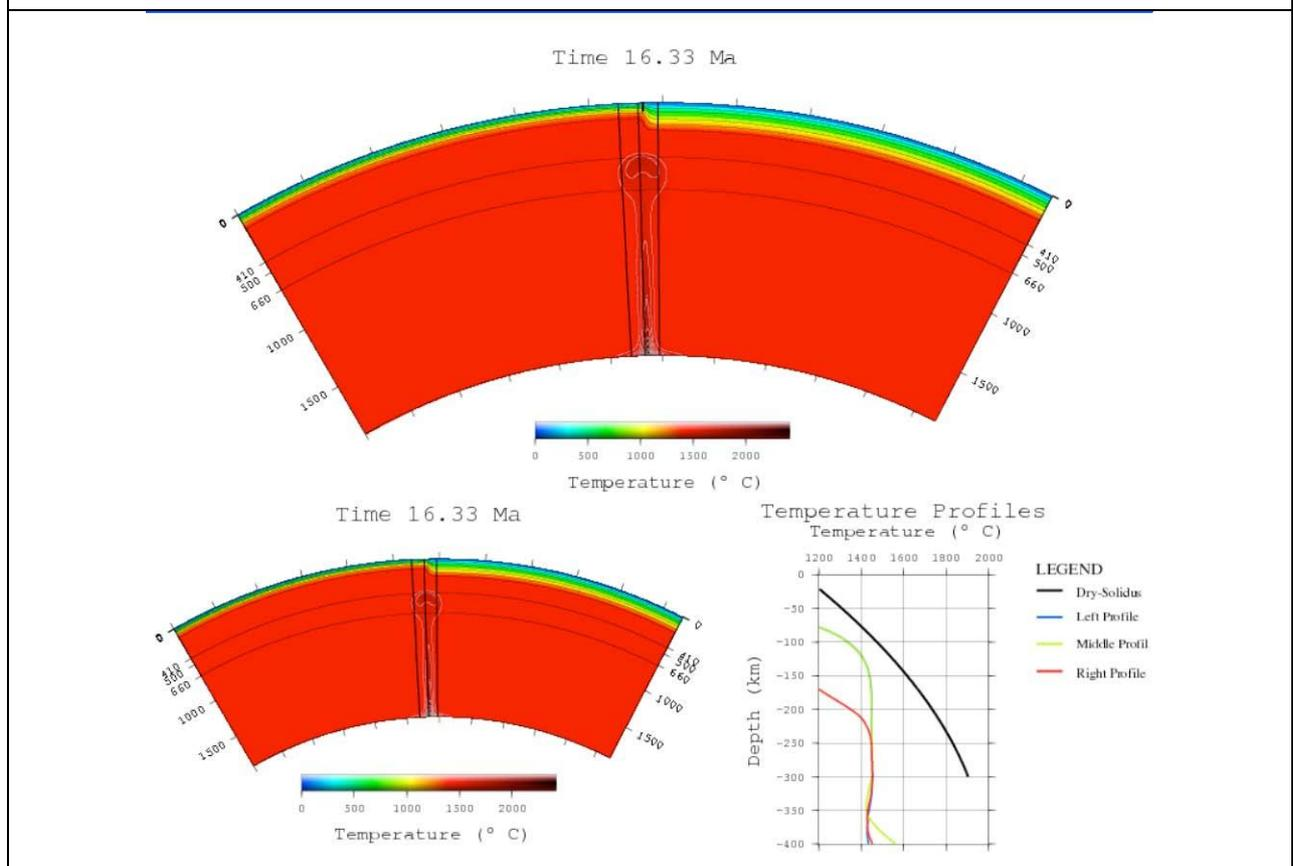 Time 16.33 Ma
0
0
410
500
660
1000
1500
410
500
660
1000
1500
0 500 1000 1500 2000
Temperature (° C)
Time 16.33 Ma
0
0
410
500
660
1000
1500
410
500
660
1000
1500
0 500 1000 1500 2000
Temperature (° C)
Temperature Profiles
Temperature (° C)
1200 1400 1600 1800 2000
0
-50
-100
-150
-200
-250
-300
-350
-400
Depth (km)
LEGEND
Dry-Solidus
Left Profile
Middle Profil
Right Profile